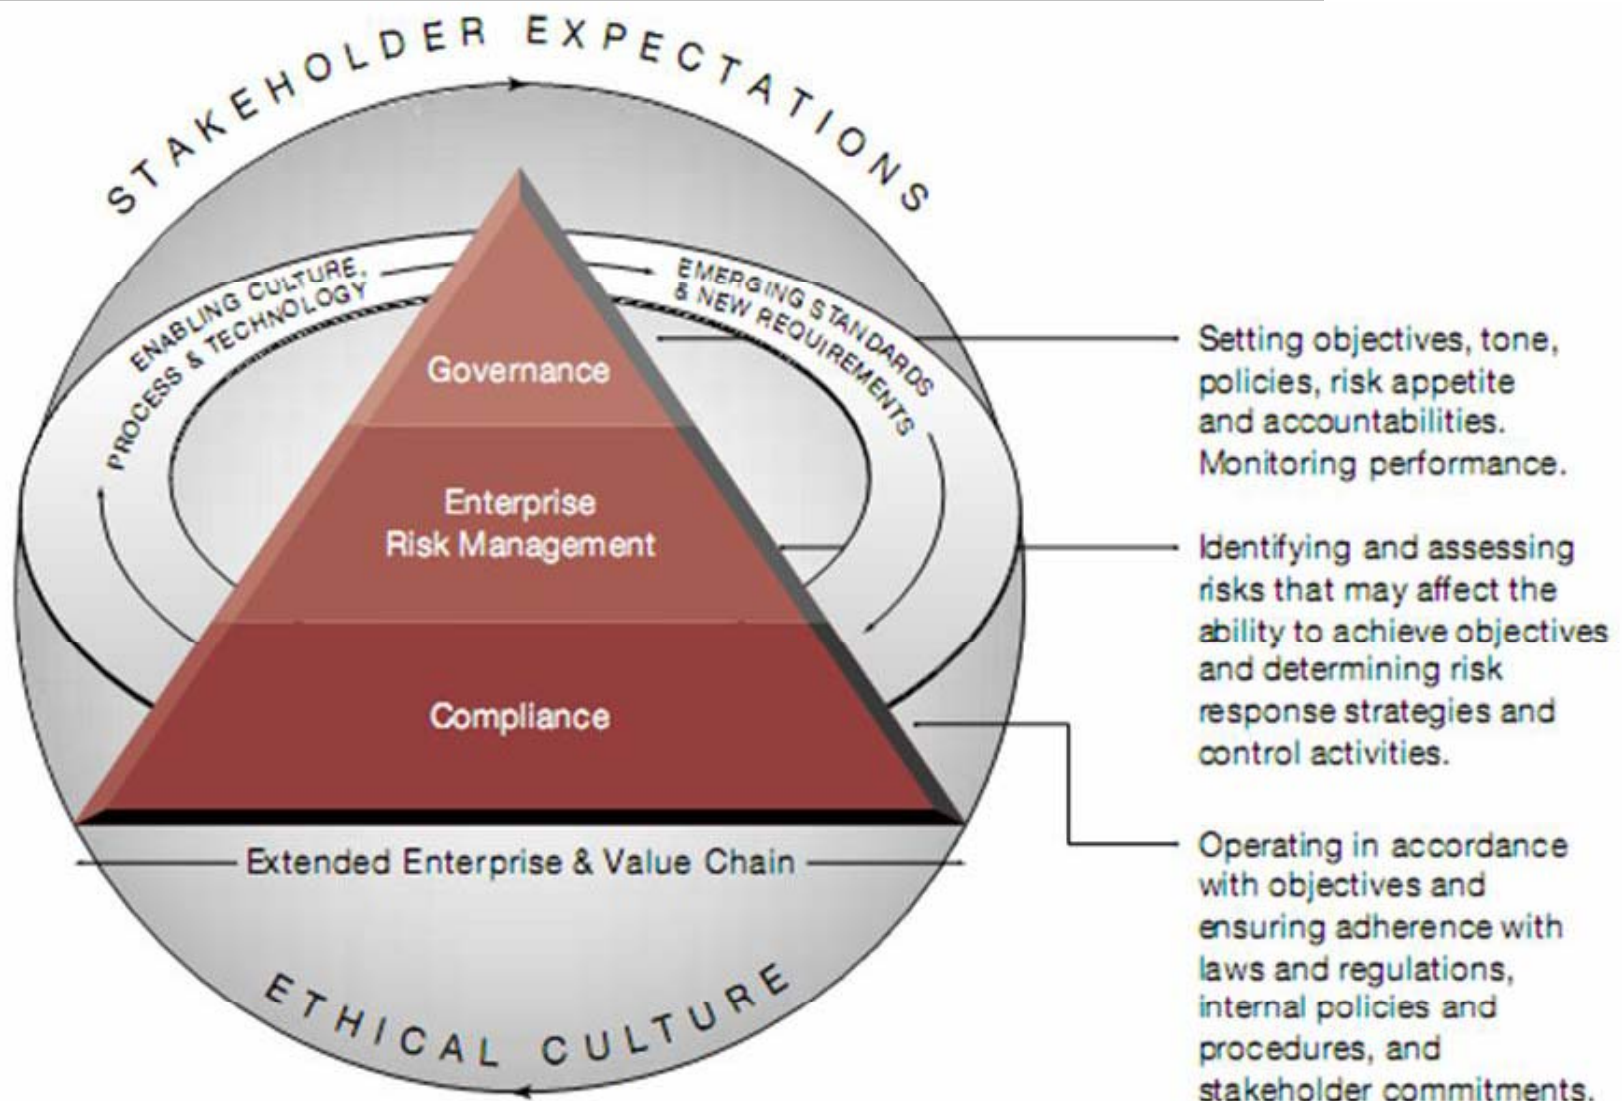 STAKEHOLDER EXPECTATIONS
ENABLING CULTURE,
PROCESS & TECHNOLOGY
EMERGING STANDARDS
& NEW REQUIREMENTS
Governance
Enterprise
Risk Management
Compliance
Extended Enterprise & Value Chain
ETHICAL CULTURE
Setting objectives, tone,
policies, risk appetite
and accountabilities.
Monitoring performance.
Identifying and assessing
risks that may affect the
ability to achieve objectives
and determining risk
response strategies and
control activities.
Operating in accordance
with objectives and
ensuring adherence with
laws and regulations,
internal policies and
procedures, and
stakeholder commitments.